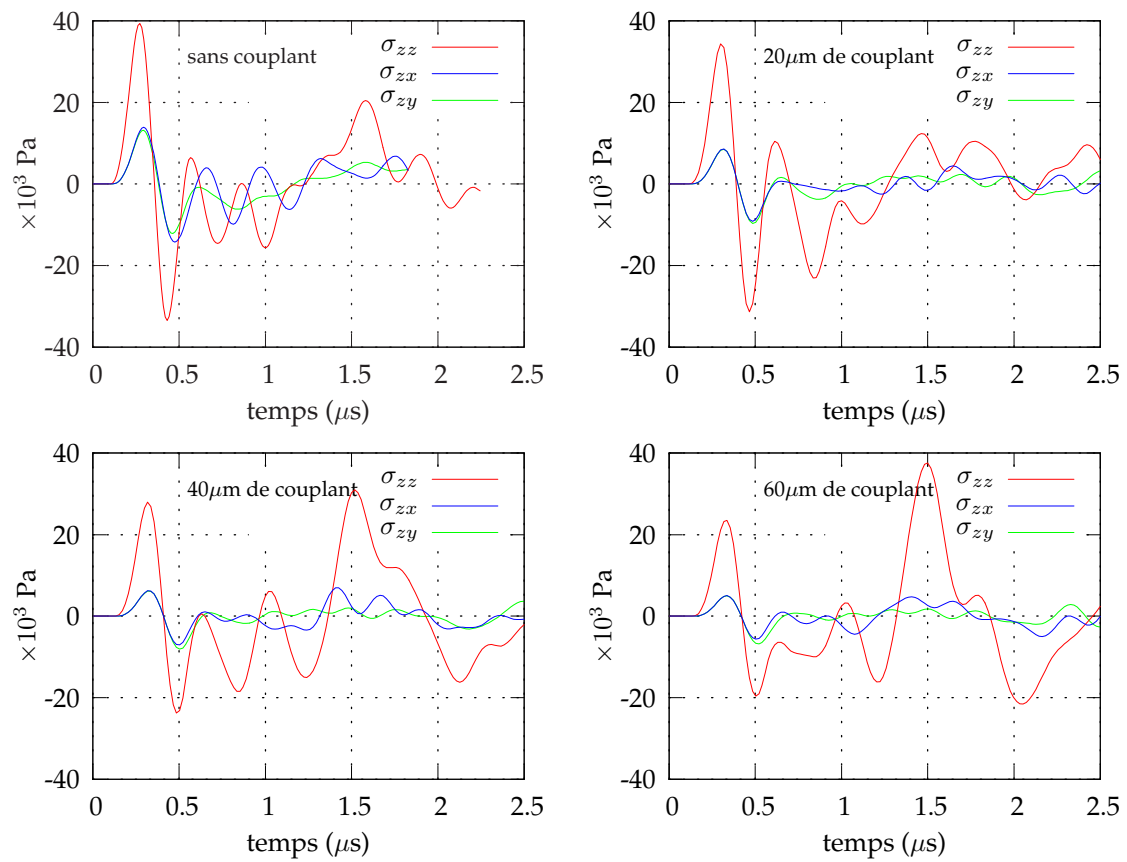 40
20
0
-20
-40
×10³ Pa
sans couplant
σzz
σzx
σzy
0 0.5 1 1.5 2 2.5
temps (μs)
40
20
0
-20
-40
×10³ Pa
20μm de couplant
σzz
σzx
σzy
0 0.5 1 1.5 2 2.5
temps (μs)
40
20
0
-20
-40
×10³ Pa
40μm de couplant
σzz
σzx
σzy
0 0.5 1 1.5 2 2.5
temps (μs)
40
20
0
-20
-40
×10³ Pa
60μm de couplant
σzz
σzx
σzy
0 0.5 1 1.5 2 2.5
temps (μs)